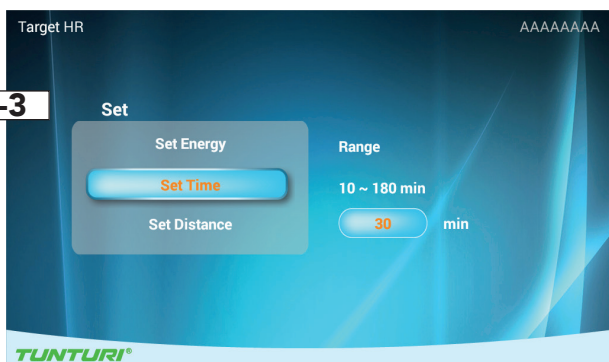 Target HR
AAAAAAAA
-3
Set
Set Energy
Range
Set Time
10 ~ 180 min
Set Distance
30 min
TUNTURI®